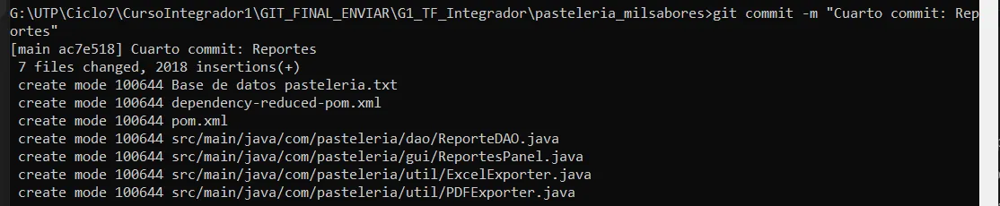 G:\UTP\Ciclo7\CursoIntegrador1\GIT_FINAL_ENVIAR\G1_TF_Integrador\pasteleria_milsabores>git commit -m "Cuarto commit: Rep
ortes"
[main ac7e518] Cuarto commit: Reportes
 7 files changed, 2018 insertions(+)
 create mode 100644 Base de datos pasteleria.txt
 create mode 100644 dependency-reduced-pom.xml
 create mode 100644 pom.xml
 create mode 100644 src/main/java/com/pasteleria/dao/ReporteDAO.java
 create mode 100644 src/main/java/com/pasteleria/gui/ReportesPanel.java
 create mode 100644 src/main/java/com/pasteleria/util/ExcelExporter.java
 create mode 100644 src/main/java/com/pasteleria/util/PDFExporter.java